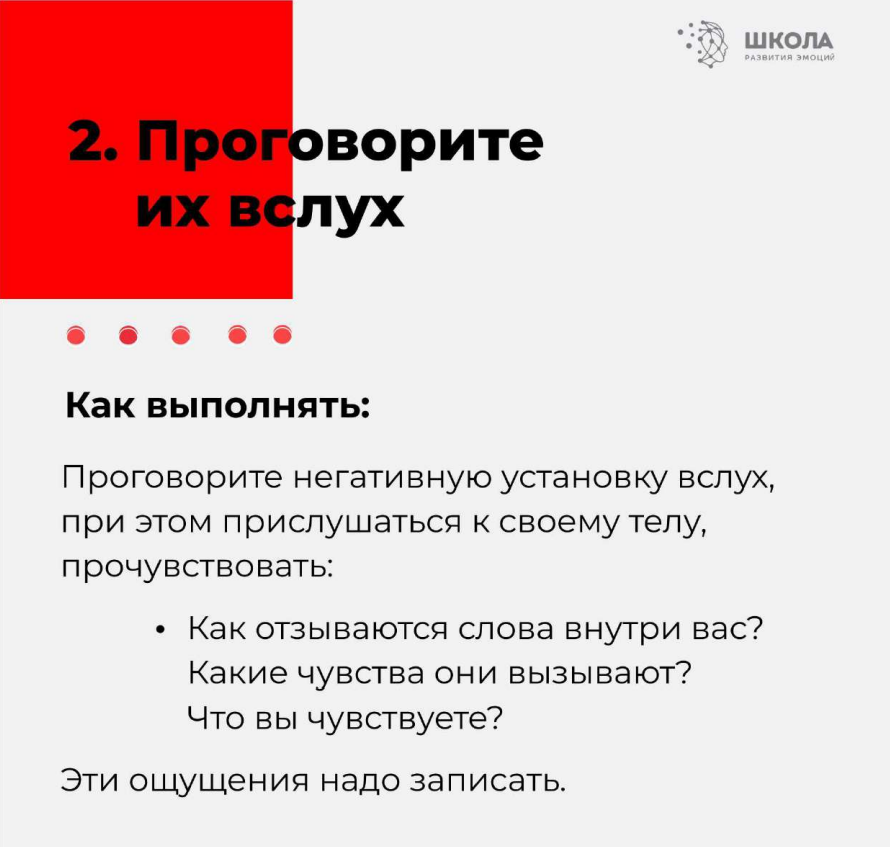 ШКОЛА
РАЗВИТИЯ ЭМОЦИЙ
2. Проговорите
их вслух
Как выполнять:
Проговорите негативную установку вслух,
при этом прислушаться к своему телу,
прочувствовать:
• Как отзываются слова внутри вас?
Какие чувства они вызывают?
Что вы чувствуете?
Эти ощущения надо записать.